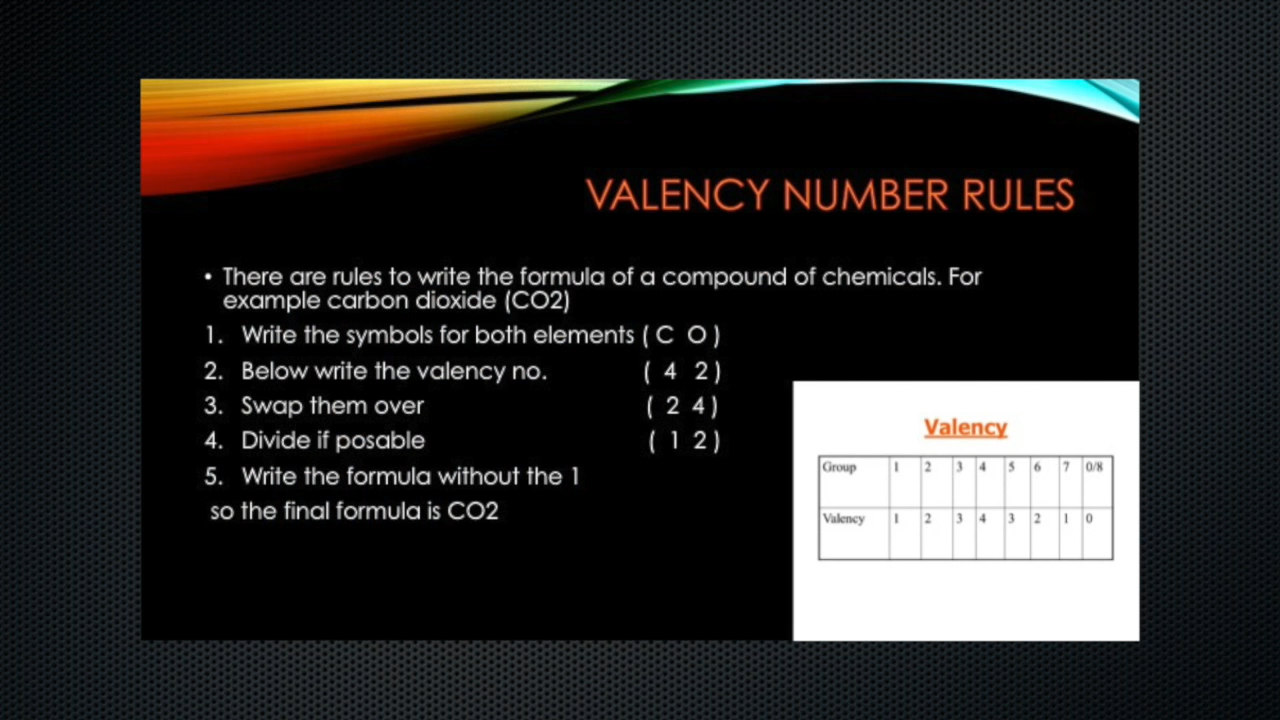 VALENCY NUMBER RULES
• There are rules to write the formula of a compound of chemicals. For
example carbon dioxide (CO2)
1. Write the symbols for both elements ( C O )
2. Below write the valency no. ( 4 2 )
3. Swap them over ( 2 4 )
4. Divide if posable ( 1 2 )
5. Write the formula without the 1
so the final formula is CO2
Valency
Group 1 2 3 4 5 6 7 0/8
Valency 1 2 3 4 3 2 1 0